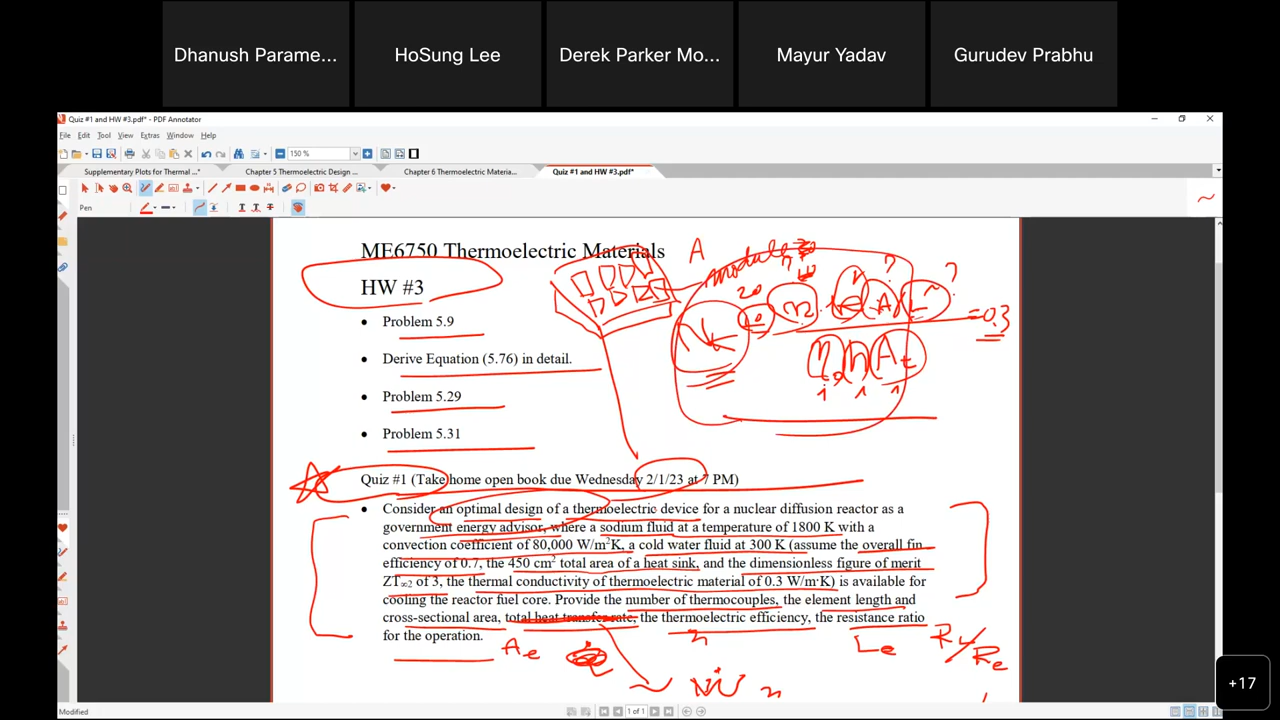 Dhanush Parame...
HoSung Lee
Derek Parker Mo...
Mayur Yadav
Gurudev Prabhu
Quiz #1 and HW #3.pdf* - PDF Annotator
File Edit Tool View Extras Window Help
150 %
Supplementary Plots for Thermal ...*
Chapter 5 Thermoelectric Design ...
Chapter 6 Thermoelectric Materia...
Quiz #1 and HW #3.pdf*
Pen
ME6750 Thermoelectric Materials
A
module
HW #3
= 0.3
• Problem 5.9
• Derive Equation (5.76) in detail.
• Problem 5.29
• Problem 5.31
Quiz #1 (Take home open book due Wednesday 2/1/23 at 7 PM)
• Consider an optimal design of a thermoelectric device for a nuclear diffusion reactor as a
government energy advisor, where a sodium fluid at a temperature of 1800 K with a
convection coefficient of 80,000 W/m²K, a cold water fluid at 300 K (assume the overall fin
efficiency of 0.7, the 450 cm² total area of a heat sink, and the dimensionless figure of merit
ZT∞2 of 3, the thermal conductivity of thermoelectric material of 0.3 W/m·K) is available for
cooling the reactor fuel core. Provide the number of thermocouples, the element length and
cross-sectional area, total heat transfer rate, the thermoelectric efficiency, the resistance ratio
for the operation.
Ae
Le
+17
1 of 1
Modified